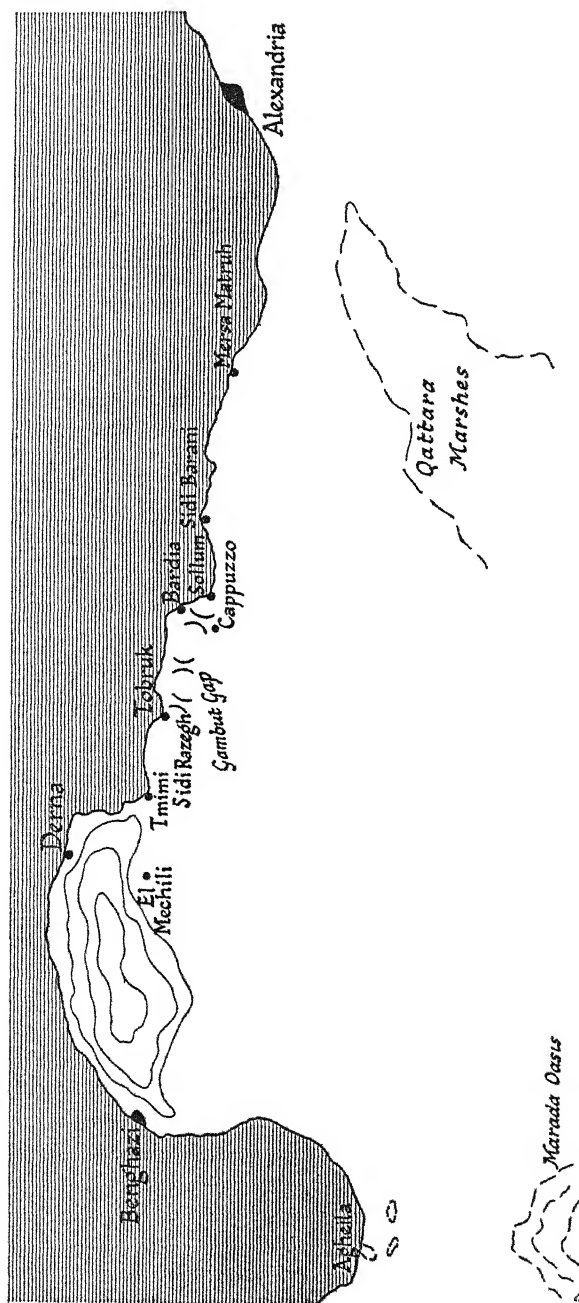 Alexandria
Mersa Matruh
Sidi Barani
Sollum
Bardia
Cappuzzo
Tobruk
Gambut Gap
Sidi Razegh
Tmimi
Derna
El
Mechili
Benghazi
Agheila
Marada Oasis
Qattara
Marshes